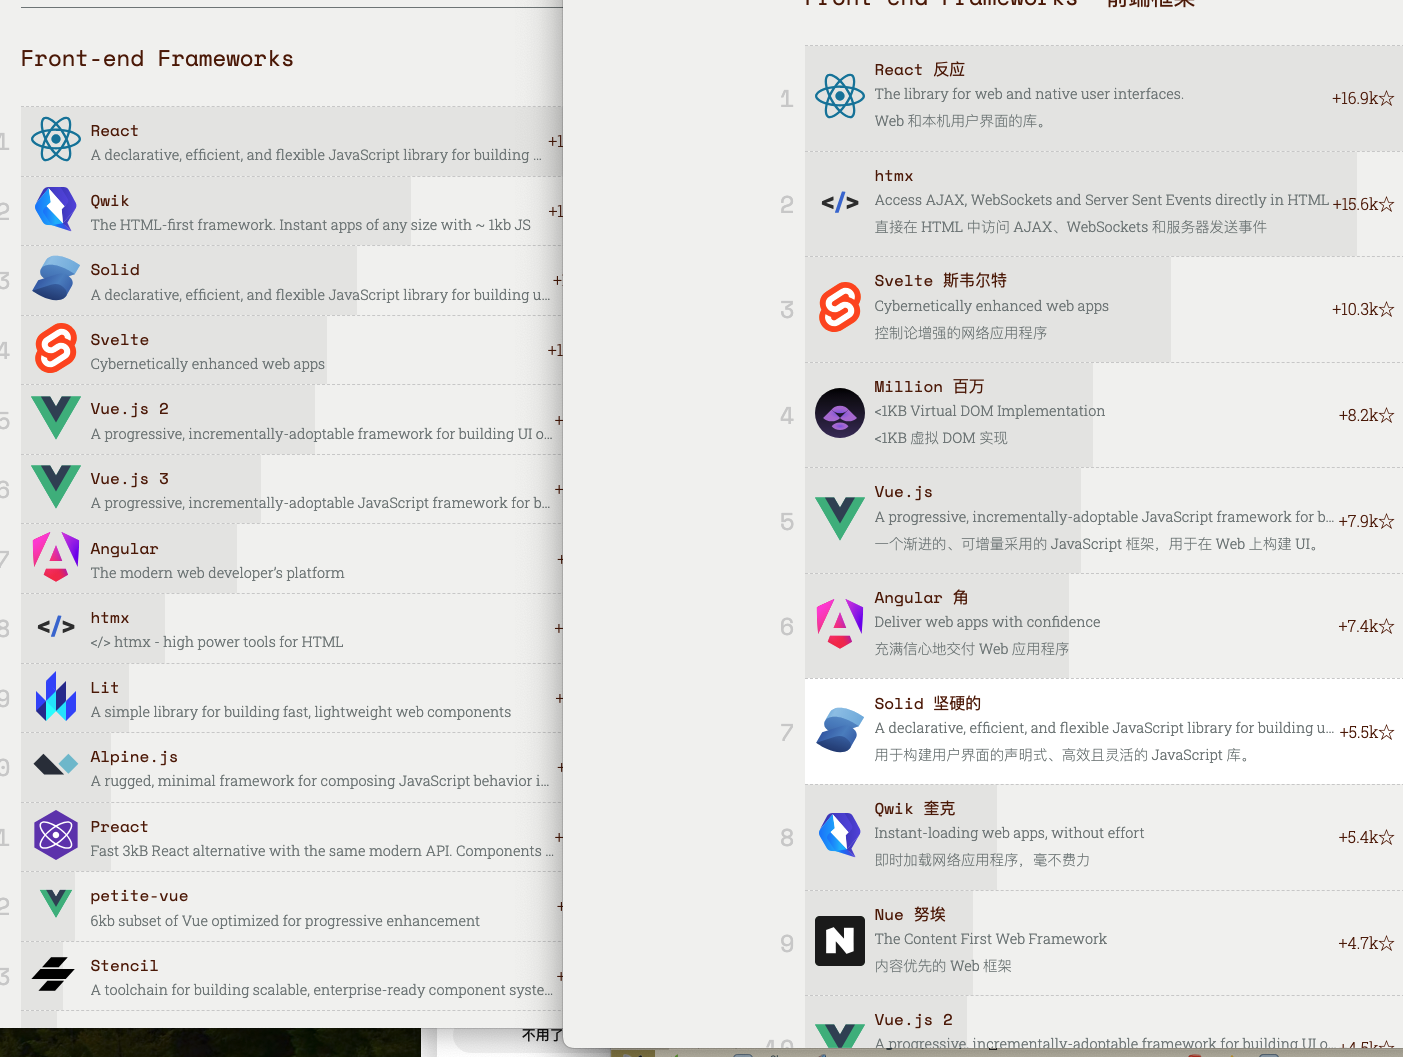 Front-end Frameworks
React
A declarative, efficient, and flexible JavaScript library for building ...
Qwik
The HTML-first framework. Instant apps of any size with ~ 1kb JS
3
Solid
A declarative, efficient, and flexible JavaScript library for building u...
4
Svelte
Cybernetically enhanced web apps
5
Vue.js 2
A progressive, incrementally-adoptable framework for building UI o...
6
Vue.js 3
A progressive, incrementally-adoptable JavaScript framework for b...
7
Angular
The modern web developer's platform
8
htmx
</> htmx - high power tools for HTML
9
Lit
A simple library for building fast, lightweight web components
0
Alpine.js
A rugged, minimal framework for composing JavaScript behavior i...
1
Preact
Fast 3kB React alternative with the same modern API. Components ...
2
petite-vue
6kb subset of Vue optimized for progressive enhancement
3
Stencil
A toolchain for building scalable, enterprise-ready component syste...
不用了
Front-end Frameworks 前端框架
1
React 反应
The library for web and native user interfaces.
Web 和本机用户界面的库。
+16.9k☆
2
htmx
Access AJAX, WebSockets and Server Sent Events directly in HTML
直接在 HTML 中访问 AJAX、WebSockets 和服务器发送事件
+15.6k☆
3
Svelte 斯韦尔特
Cybernetically enhanced web apps
控制论增强的网络应用程序
+10.3k☆
4
Million 百万
<1KB Virtual DOM Implementation
<1KB 虚拟 DOM 实现
+8.2k☆
5
Vue.js
A progressive, incrementally-adoptable JavaScript framework for b...
一个渐进的、可增量采用的 JavaScript 框架，用于在 Web 上构建 UI。
+7.9k☆
6
Angular 角
Deliver web apps with confidence
充满信心地交付 Web 应用程序
+7.4k☆
7
Solid 坚硬的
A declarative, efficient, and flexible JavaScript library for building u...
用于构建用户界面的声明式、高效且灵活的 JavaScript 库。
+5.5k☆
8
Qwik 奎克
Instant-loading web apps, without effort
即时加载网络应用程序，毫不费力
+5.4k☆
9
Nue 努埃
The Content First Web Framework
内容优先的 Web 框架
+4.7k☆
10
Vue.js 2
A progressive, incrementally-adoptable framework for building UI o...
+4.5k☆